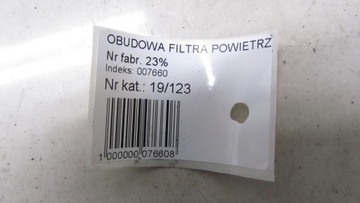 OBUDOWA FILTRA POWIETRZ
Nr fabr. 23%
Indeks: 007660
Nr kat.: 19/123
1 000000 076608